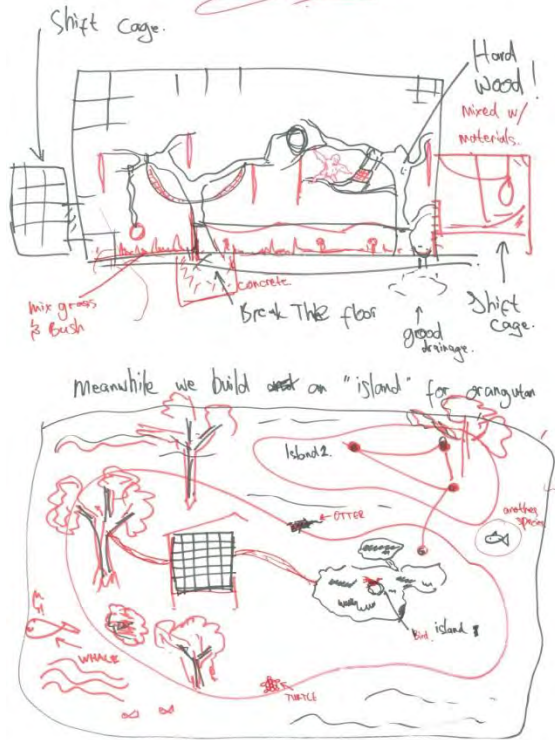 Shift cage.
Hard
Wood!
mixed w/
materials.
mix grass
& Bush
concrete
Break The floor
good
drainage.
Shift
cage.
Meanwhile we build an "island" for orangutan
Island 2.
OTTER
another
species
Bird
island 1
WHALE
TURTLE